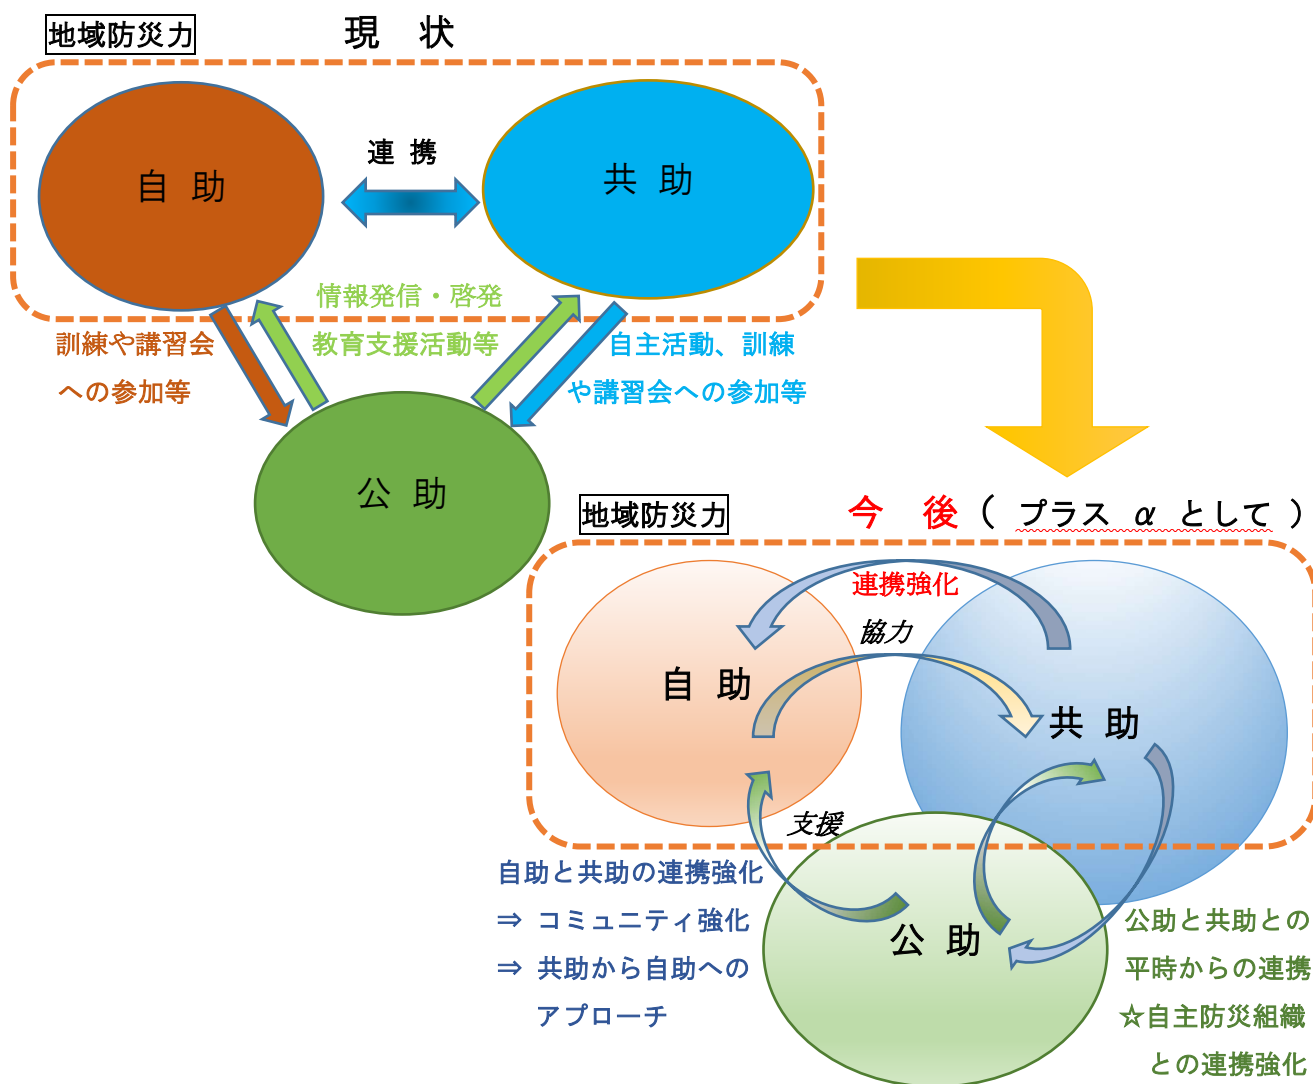 地域防災力
現 状
自 助
連 携
共 助
情報発信・啓発
教育支援活動等
訓練や講習会
への参加等
自主活動、訓練
や講習会への参加等
公 助
地域防災力
今 後（ プラス α として ）
連携強化
協力
自 助
共 助
支援
公 助
自助と共助の連携強化
⇒ コミュニティ強化
⇒ 共助から自助への
アプローチ
公助と共助との
平時からの連携
☆自主防災組織
との連携強化